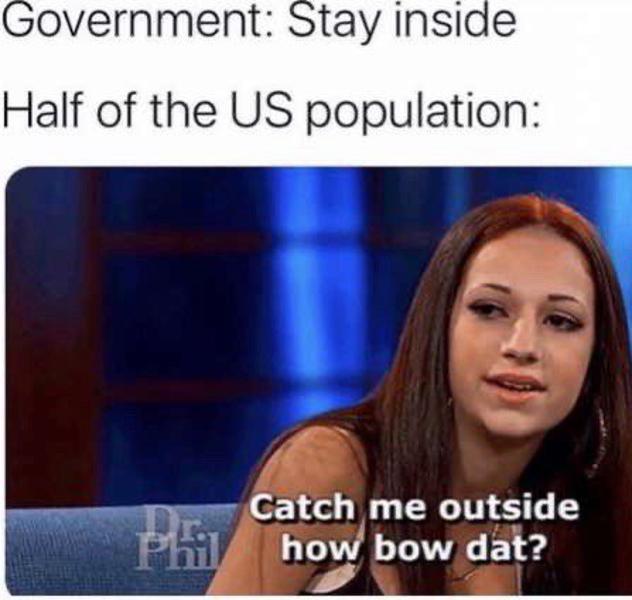 Government: Stay inside
Half of the US population:
Catch me outside
how bow dat?
Dr.
Phil